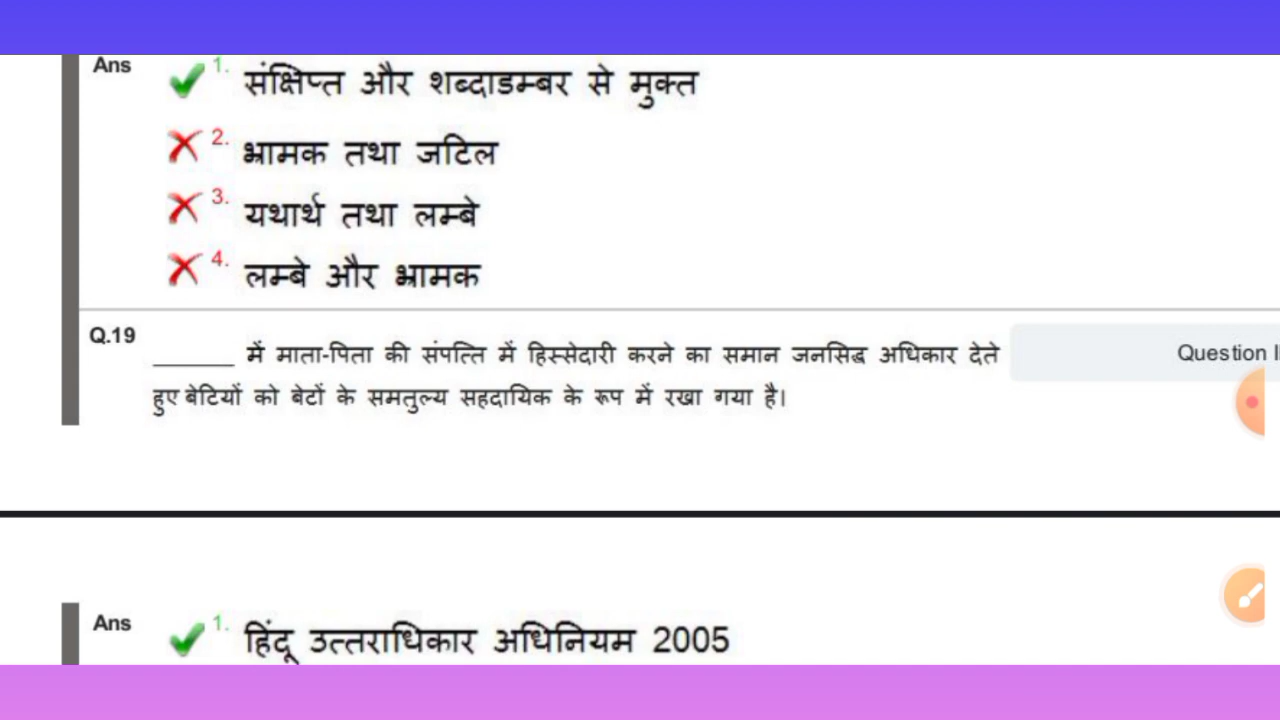 Ans 1. संक्षिप्त और शब्दाडम्बर से मुक्त
2. भ्रामक तथा जटिल
3. यथार्थ तथा लम्बे
4. लम्बे और भ्रामक
Q.19 ______ में माता-पिता की संपत्ति में हिस्सेदारी करने का समान जनसिद्ध अधिकार देते
हुए बेटियों को बेटों के समतुल्य सहदायिक के रूप में रखा गया है।
Question
Ans 1. हिंदू उत्तराधिकार अधिनियम 2005